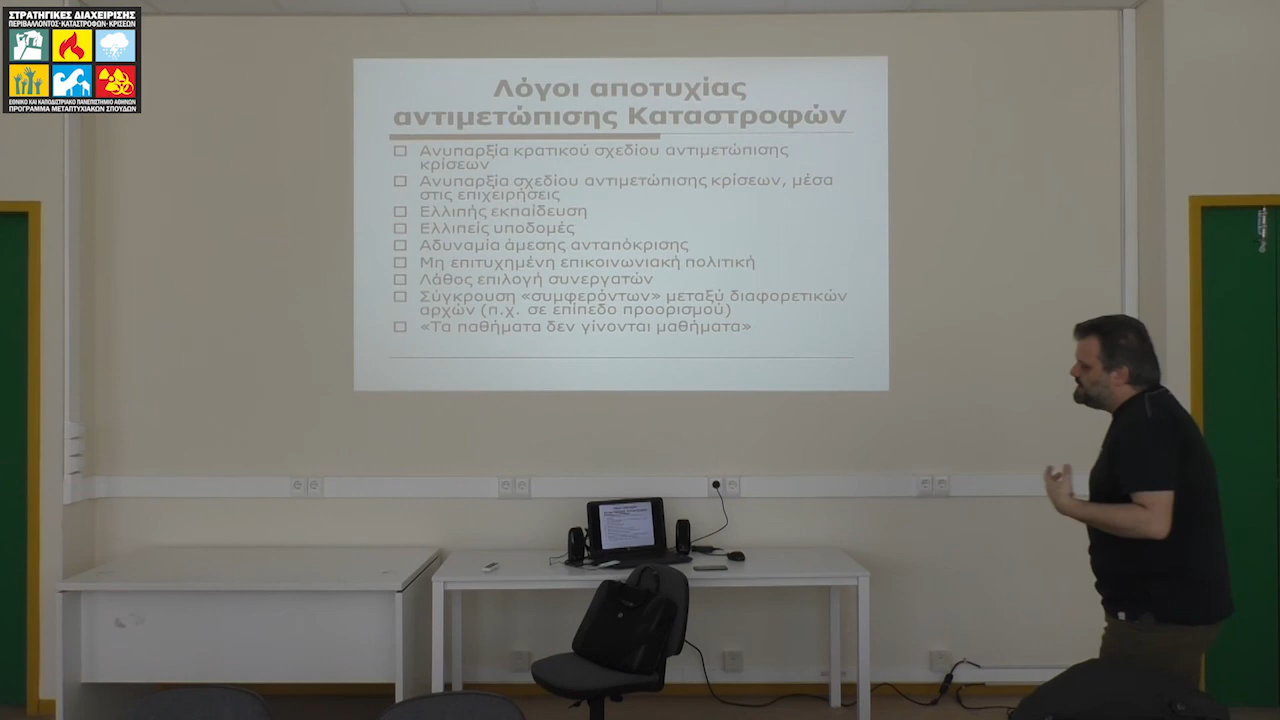 ΣΤΡΑΤΗΓΙΚΕΣ ΔΙΑΧΕΙΡΙΣΗΣ
ΠΕΡΙΒΑΛΛΟΝΤΟΣ·ΚΑΤΑΣΤΡΟΦΩΝ·ΚΡΙΣΕΩΝ
ΕΘΝΙΚΟ ΚΑΙ ΚΑΠΟΔΙΣΤΡΙΑΚΟ ΠΑΝΕΠΙΣΤΗΜΙΟ ΑΘΗΝΩΝ
ΠΡΟΓΡΑΜΜΑ ΜΕΤΑΠΤΥΧΙΑΚΩΝ ΣΠΟΥΔΩΝ
Λόγοι αποτυχίας
αντιμετώπισης Καταστροφών
Ανυπαρξία κρατικού σχεδίου αντιμετώπισης
κρίσεων
Ανυπαρξία σχεδίου αντιμετώπισης κρίσεων, μέσα
στις επιχειρήσεις
Ελλιπής εκπαίδευση
Ελλιπείς υποδομές
Αδυναμία άμεσης ανταπόκρισης
Μη επιτυχημένη επικοινωνιακή πολιτική
Λάθος επιλογή συνεργατών
Σύγκρουση «συμφερόντων» μεταξύ διαφορετικών
αρχών (π.χ. σε επίπεδο προορισμού)
«Τα παθήματα δεν γίνονται μαθήματα»